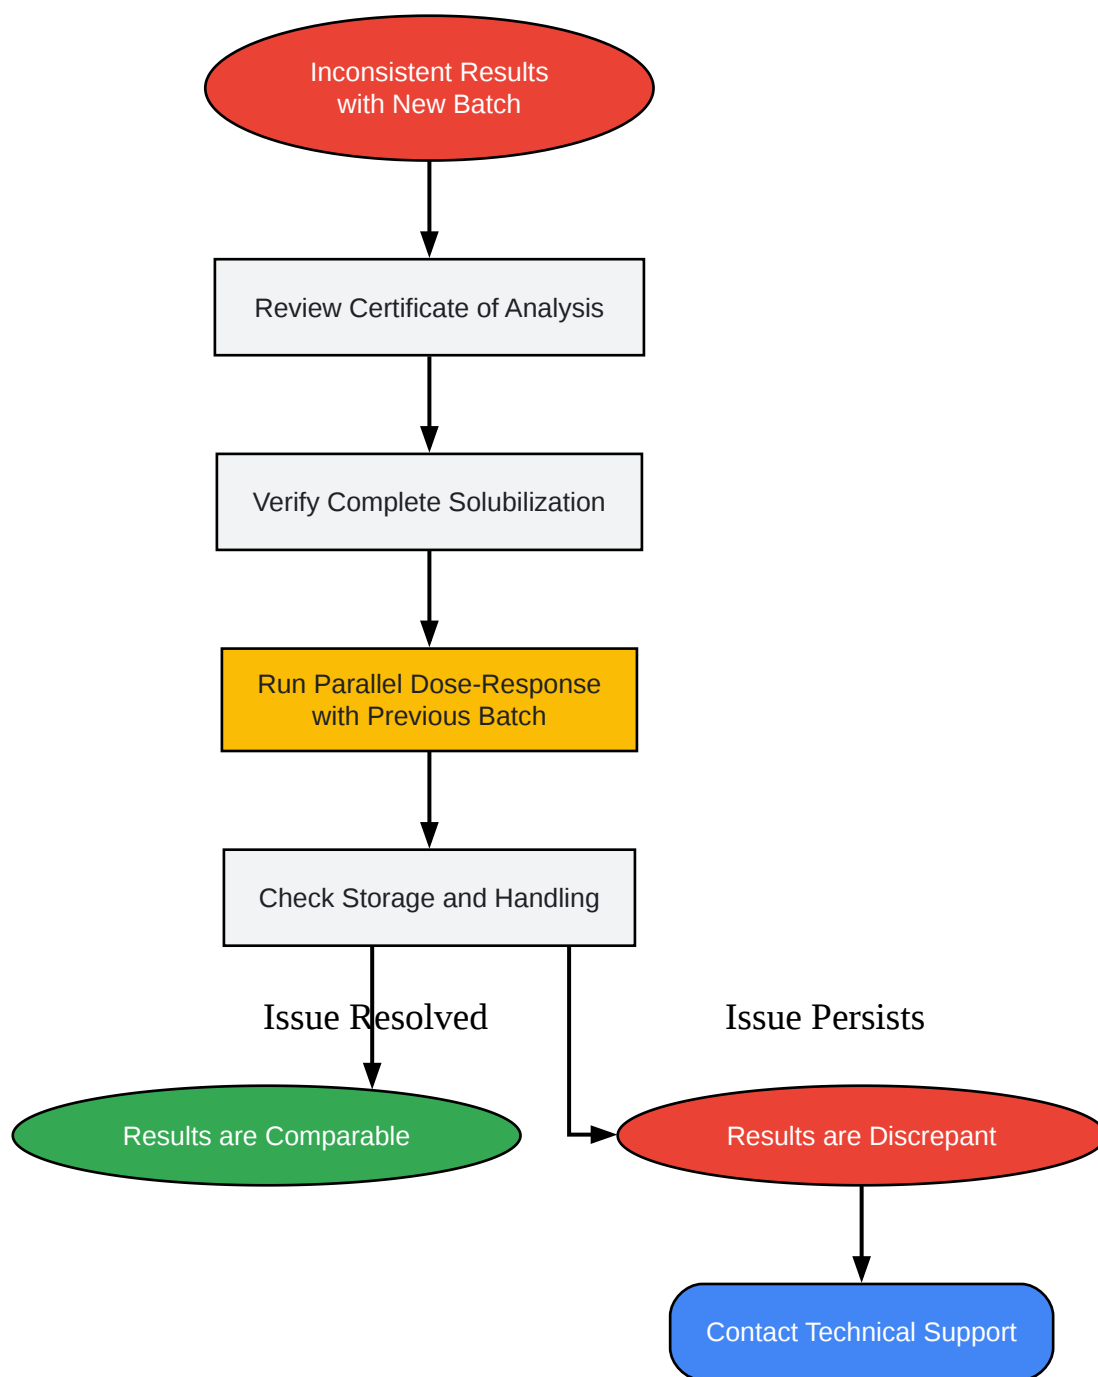 Inconsistent Results
with New Batch
Review Certificate of Analysis
Verify Complete Solubilization
Run Parallel Dose-Response
with Previous Batch
Check Storage and Handling
Issue Resolved
Issue Persists
Results are Comparable
Results are Discrepant
Contact Technical Support